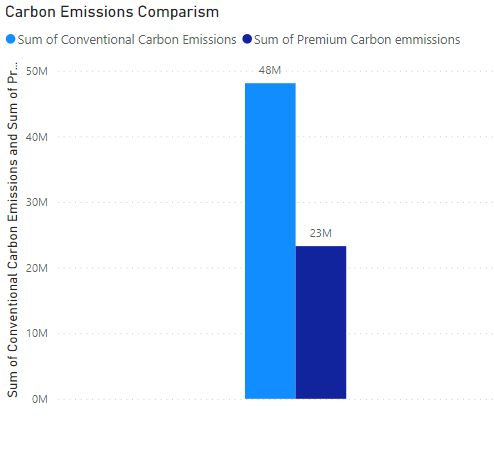 Carbon Emissions Comparism
Sum of Conventional Carbon Emissions
Sum of Premium Carbon emmissions
Sum of Conventional Carbon Emissions and Sum of Pr...
50M
40M
30M
20M
10M
0M
48M
23M